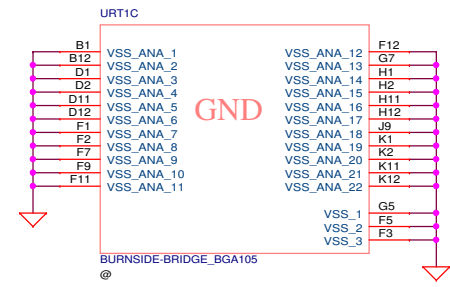 URT1C
B1 VSS_ANA_1
B12 VSS_ANA_2
D1 VSS_ANA_3
D2 VSS_ANA_4
D11 VSS_ANA_5
D12 VSS_ANA_6
F1 VSS_ANA_7
F2 VSS_ANA_8
F7 VSS_ANA_9
F9 VSS_ANA_10
F11 VSS_ANA_11
GND
VSS_ANA_12 F12
VSS_ANA_13 G7
VSS_ANA_14 H1
VSS_ANA_15 H2
VSS_ANA_16 H11
VSS_ANA_17 H12
VSS_ANA_18 J9
VSS_ANA_19 K1
VSS_ANA_20 K2
VSS_ANA_21 K11
VSS_ANA_22 K12
VSS_1 G5
VSS_2 F5
VSS_3 F3
BURNSIDE-BRIDGE_BGA105
@